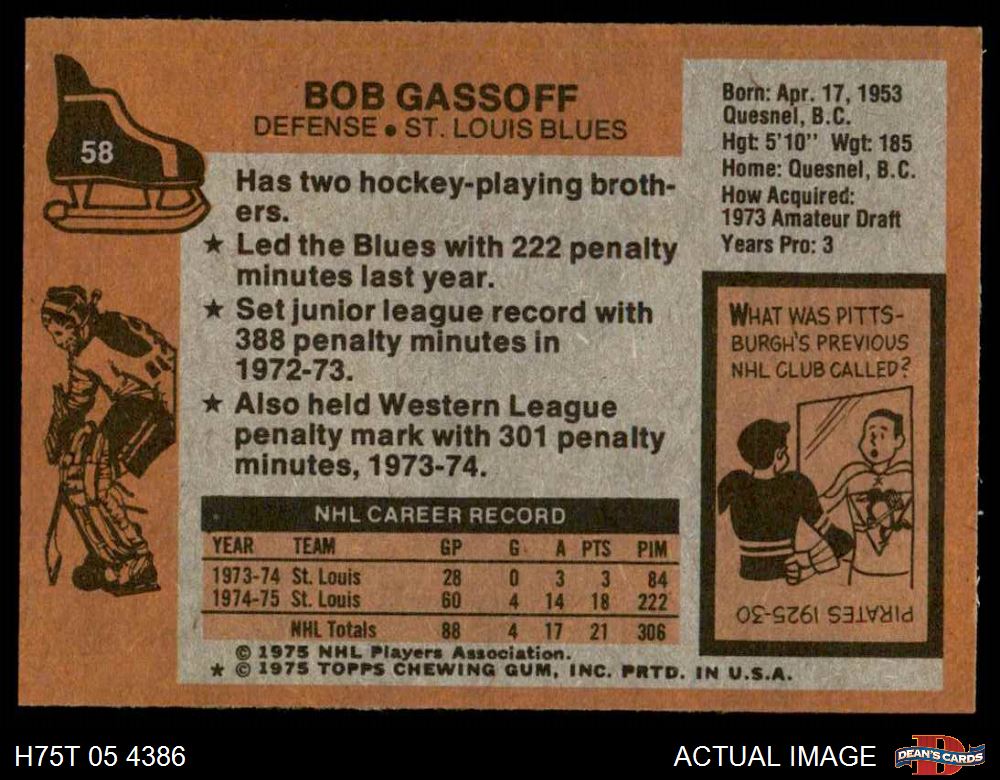 58
BOB GASSOFF
DEFENSE ● ST. LOUIS BLUES
Has two hockey-playing broth-
ers.
★ Led the Blues with 222 penalty
minutes last year.
★ Set junior league record with
388 penalty minutes in
1972-73.
★ Also held Western League
penalty mark with 301 penalty
minutes, 1973-74.
Born: Apr. 17, 1953
Quesnel, B.C.
Hgt: 5'10" Wgt: 185
Home: Quesnel, B.C.
How Acquired:
1973 Amateur Draft
Years Pro: 3
WHAT WAS PITTS-
BURGH'S PREVIOUS
NHL CLUB CALLED?
PIRATES 1925-30
NHL CAREER RECORD
YEAR TEAM GP G A PTS PIM
1973-74 St. Louis 28 0 3 3 84
1974-75 St. Louis 60 4 14 18 222
NHL Totals 88 4 17 21 306
© 1975 NHL Players Association.
★ © 1975 TOPPS CHEWING GUM, INC. PRTD. IN U.S.A.
H75T 05 4386
ACTUAL IMAGE
D
DEAN'S CARDS